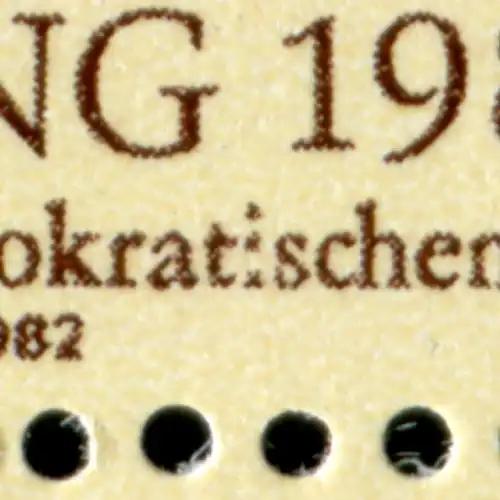 NG 198
okratischen
982